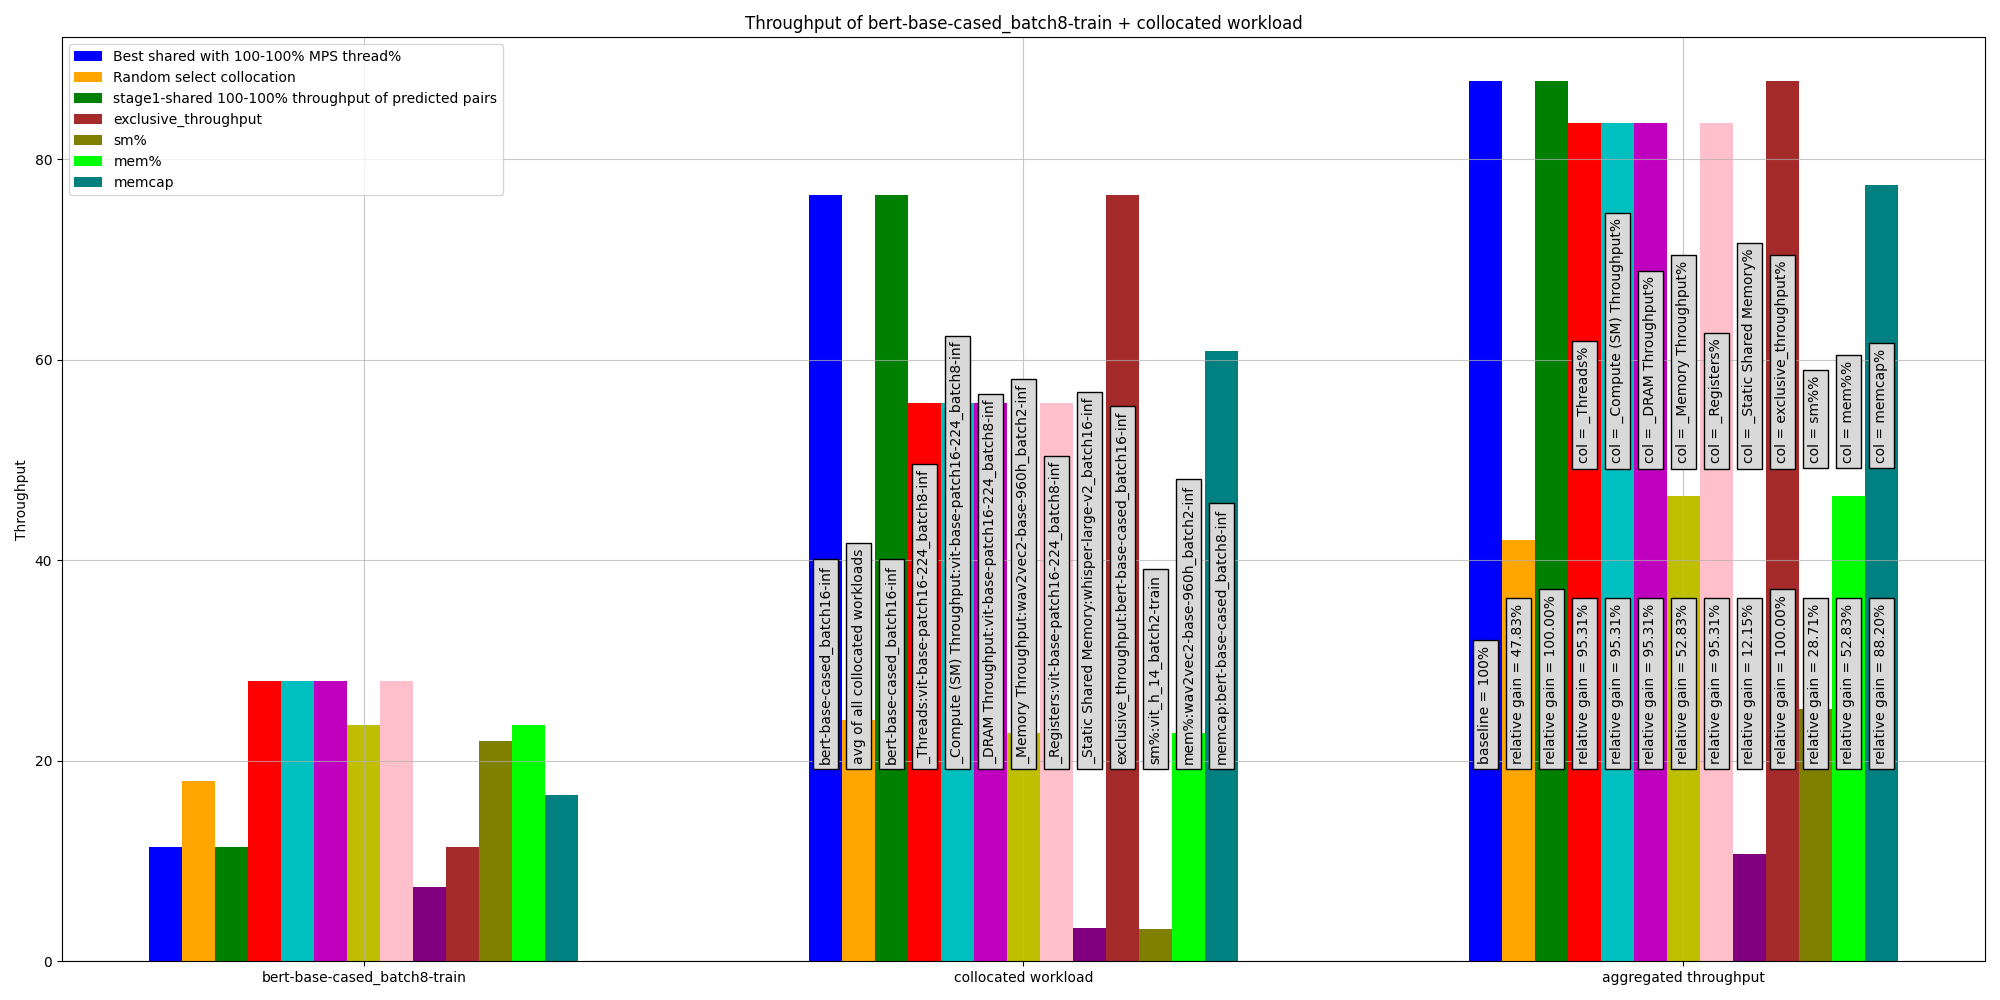 Throughput of bert-base-cased_batch8-train + collocated workload
Best shared with 100-100% MPS thread%
Random select collocation
stage1-shared 100-100% throughput of predicted pairs
exclusive_throughput
sm%
mem%
memcap
Throughput
80
60
40
20
0
bert-base-cased_batch16-inf
avg of all collocated workloads
bert-base-cased_batch16-inf
_Threads:vit-base-patch16-224_batch8-inf
_Compute (SM) Throughput:vit-base-patch16-224_batch8-inf
_DRAM Throughput:vit-base-patch16-224_batch8-inf
_Memory Throughput:wav2vec2-base-960h_batch2-inf
_Registers:vit-base-patch16-224_batch8-inf
_Static Shared Memory:whisper-large-v2_batch16-inf
exclusive_throughput:bert-base-cased_batch16-inf
sm%:vit_h_14_batch2-train
mem%:wav2vec2-base-960h_batch2-inf
memcap:bert-base-cased_batch8-inf
col = _Threads%
col = _Compute (SM) Throughput%
col = _DRAM Throughput%
col = _Memory Throughput%
col = _Registers%
col = _Static Shared Memory%
col = exclusive_throughput%
col = sm%%
col = mem%%
col = memcap%
baseline = 100%
relative gain = 47.83%
relative gain = 100.00%
relative gain = 95.31%
relative gain = 95.31%
relative gain = 95.31%
relative gain = 52.83%
relative gain = 95.31%
relative gain = 12.15%
relative gain = 100.00%
relative gain = 28.71%
relative gain = 52.83%
relative gain = 88.20%
bert-base-cased_batch8-train
collocated workload
aggregated throughput